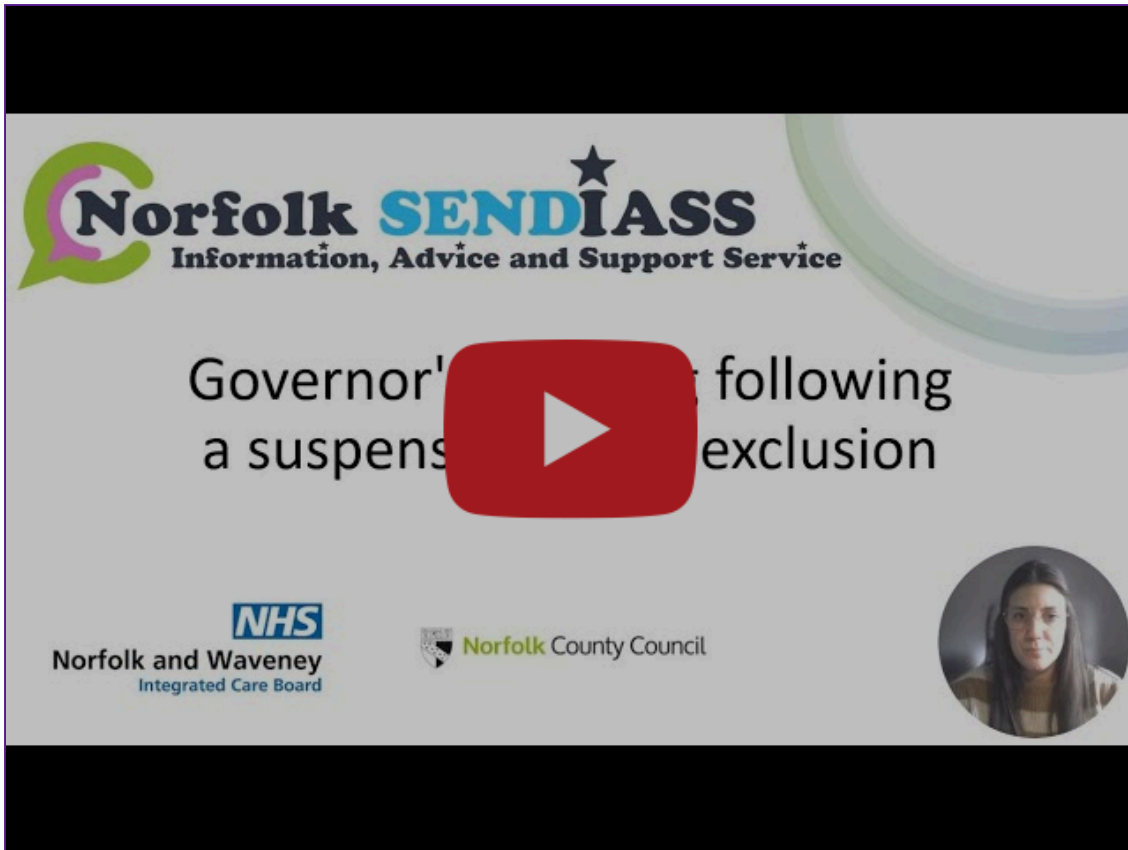 Norfolk SENDIASS
Information, Advice and Support Service
Governor' following
a suspens exclusion
NHS
Norfolk and Waveney
Integrated Care Board
Norfolk County Council